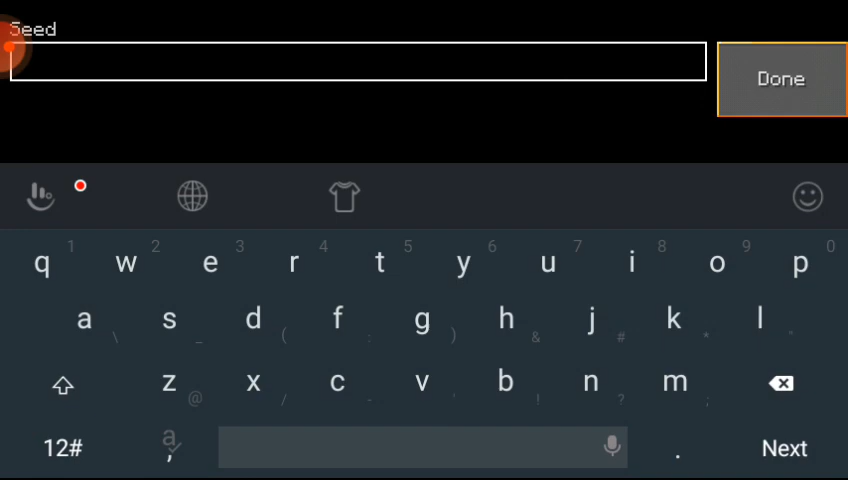 Seed
Done
1 2 3 4 5 6 7 8 9 0
q w e r t y u i o p
a s d f g h j k l
\ _ ( : ) & # * "
z x c v b n m
@ / - ' ! ? ;
12# a , . Next